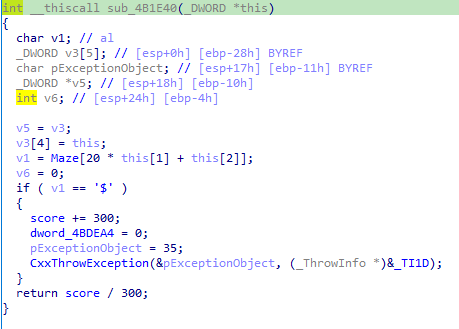 int __thiscall sub_4B1E40(_DWORD *this)
{
  char v1; // al
  _DWORD v3[5]; // [esp+0h] [ebp-28h] BYREF
  char pExceptionObject; // [esp+17h] [ebp-11h] BYREF
  _DWORD *v5; // [esp+18h] [ebp-10h]
  int v6; // [esp+24h] [ebp-4h]

  v5 = v3;
  v3[4] = this;
  v1 = Maze[20 * this[1] + this[2]];
  v6 = 0;
  if ( v1 == '$' )
  {
    score += 300;
    dword_4BDEA4 = 0;
    pExceptionObject = 35;
    CxxThrowException(&pExceptionObject, (_ThrowInfo *)&_TI1D);
  }
  return score / 300;
}